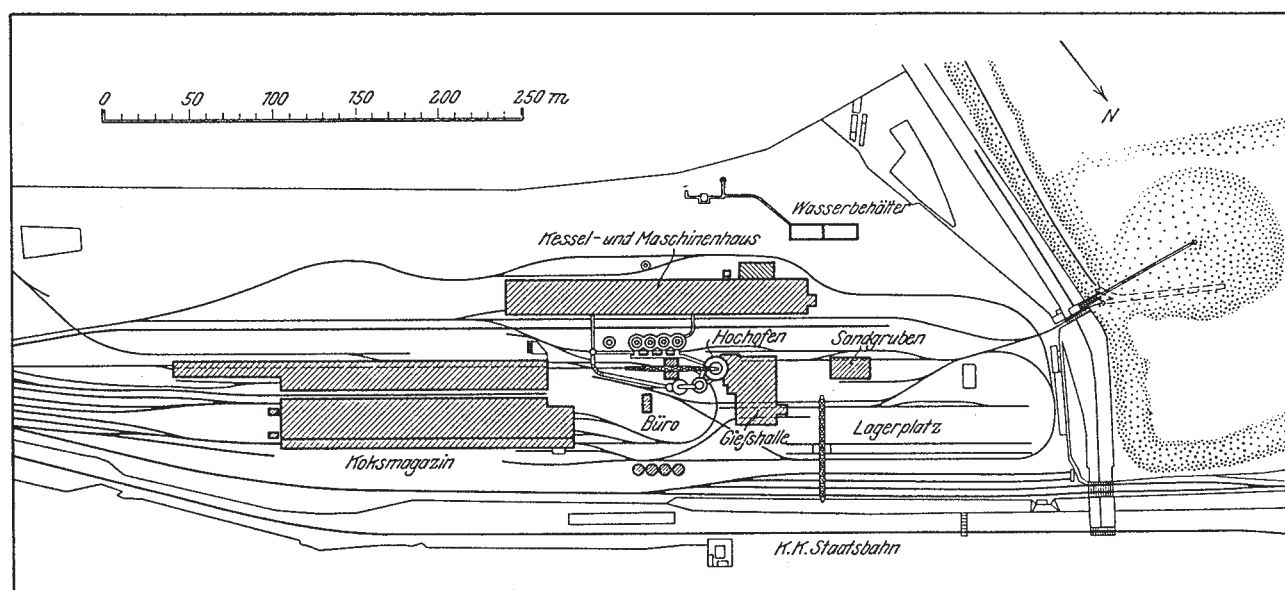 0 50 100 150 200 250 m
N
Wasserbehälter
Kessel- und Maschinenhaus
Hochofen
Sandgruben
Büro
Gießhalle
Lagerplatz
Koksmagazin
K.K. Staatsbahn